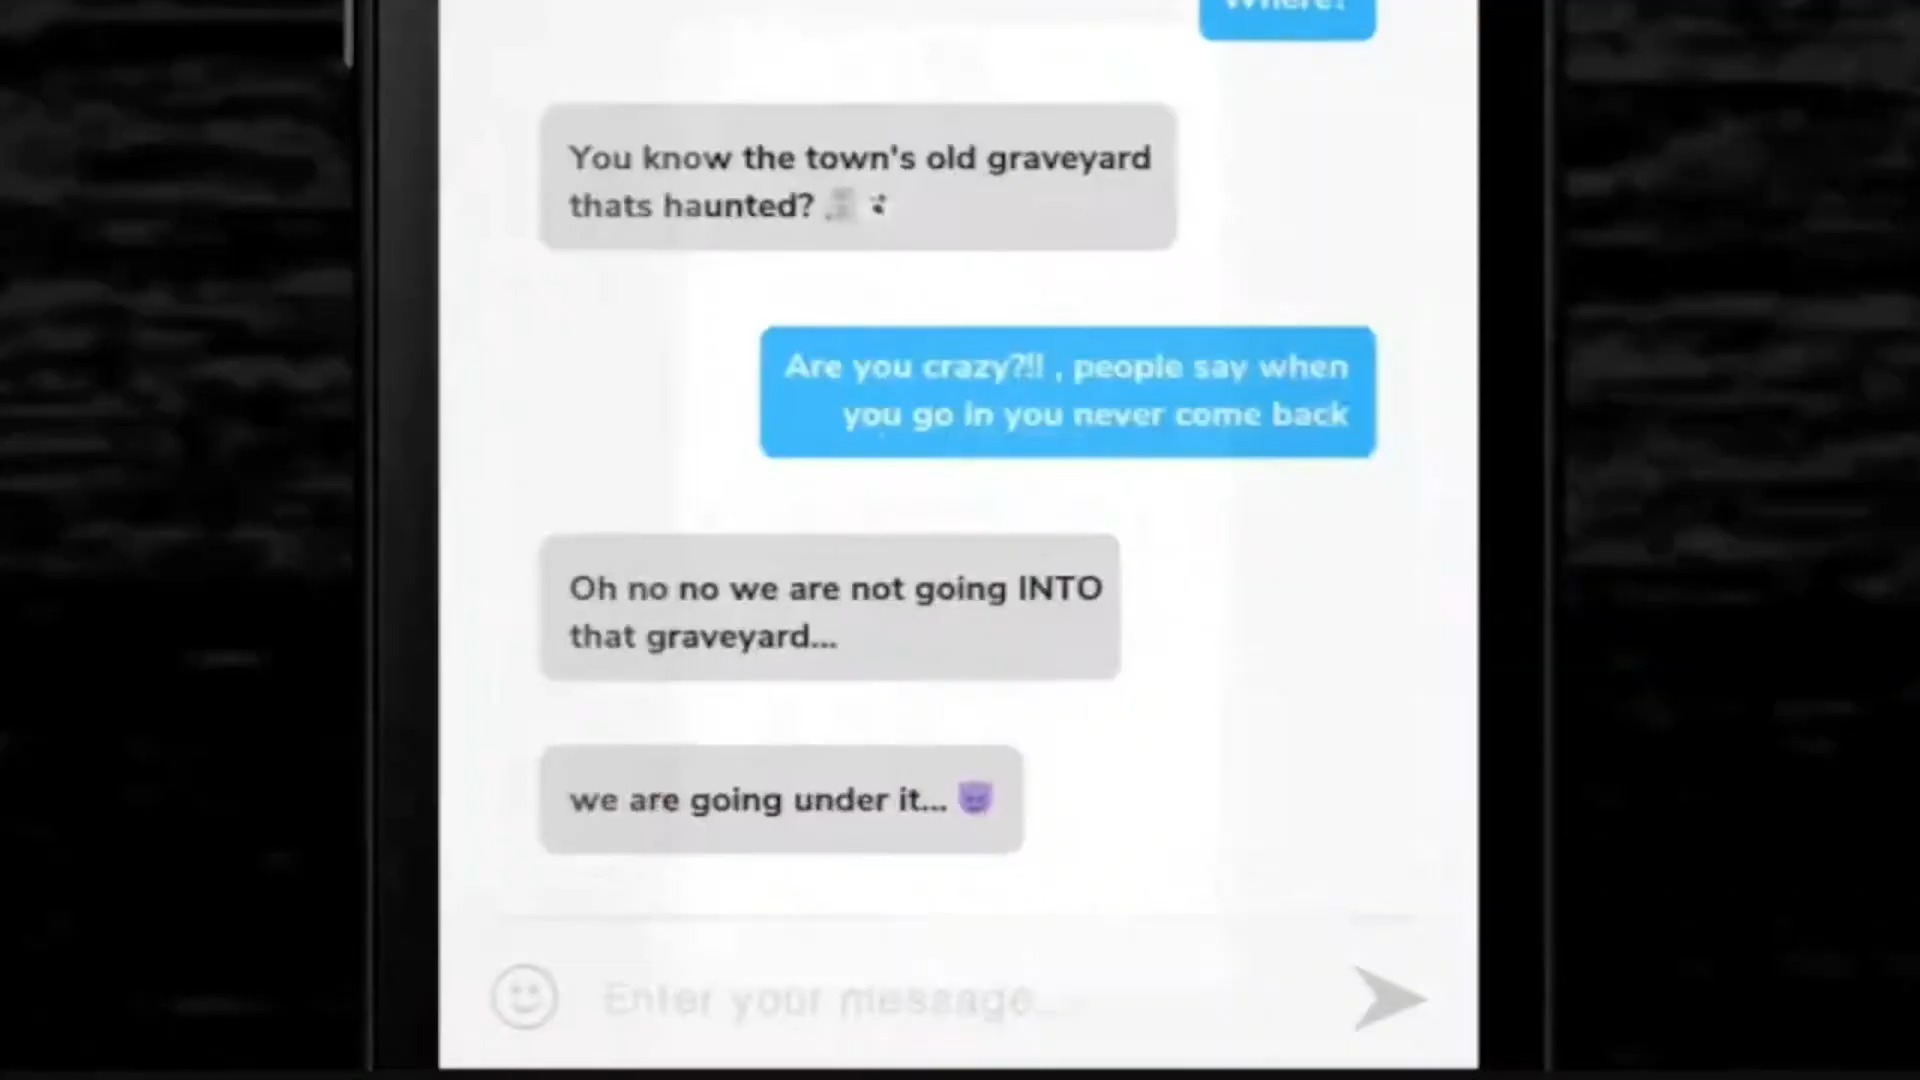 Where?
You know the town's old graveyard
thats haunted?
Are you crazy?!! , people say when
you go in you never come back
Oh no no we are not going INTO
that graveyard...
we are going under it... 😈
Enter your message...